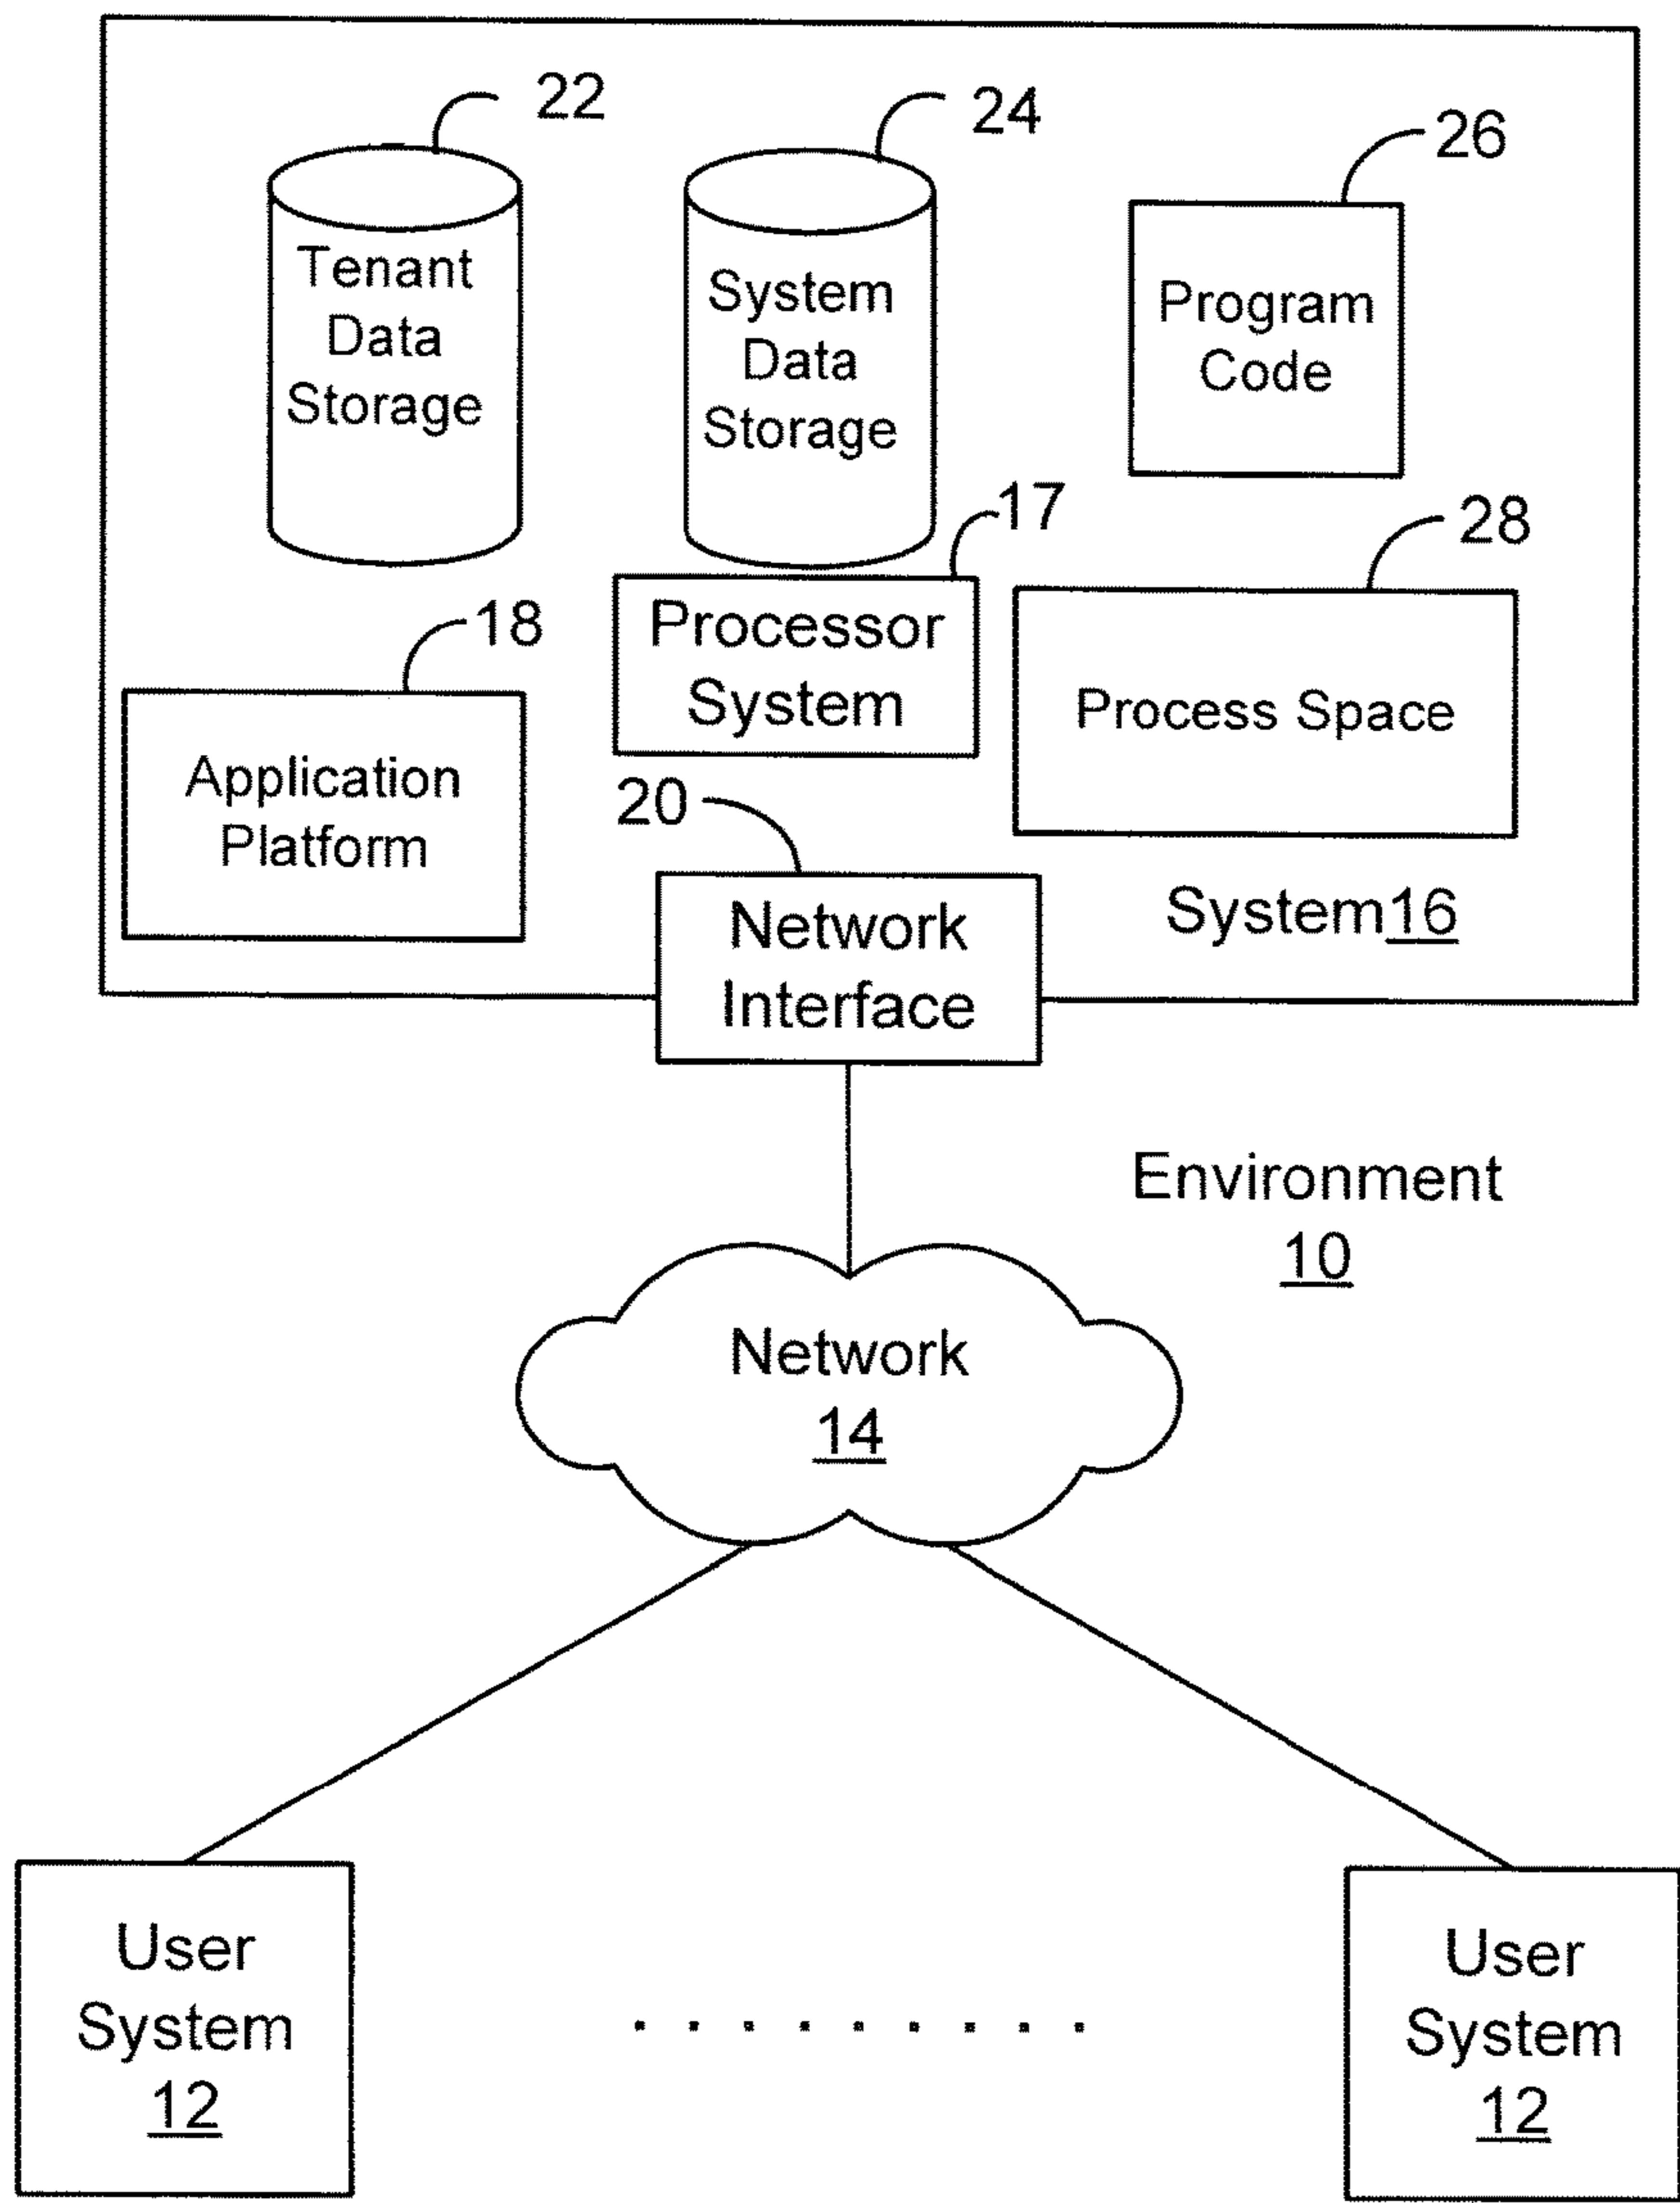 22
24
26
Tenant
Data
Storage
System
Data
Storage
Program
Code
17
28
18
Processor
System
Process Space
Application
Platform
20
Network
Interface
System16
Environment
10
Network
14
User
System
12
User
System
12